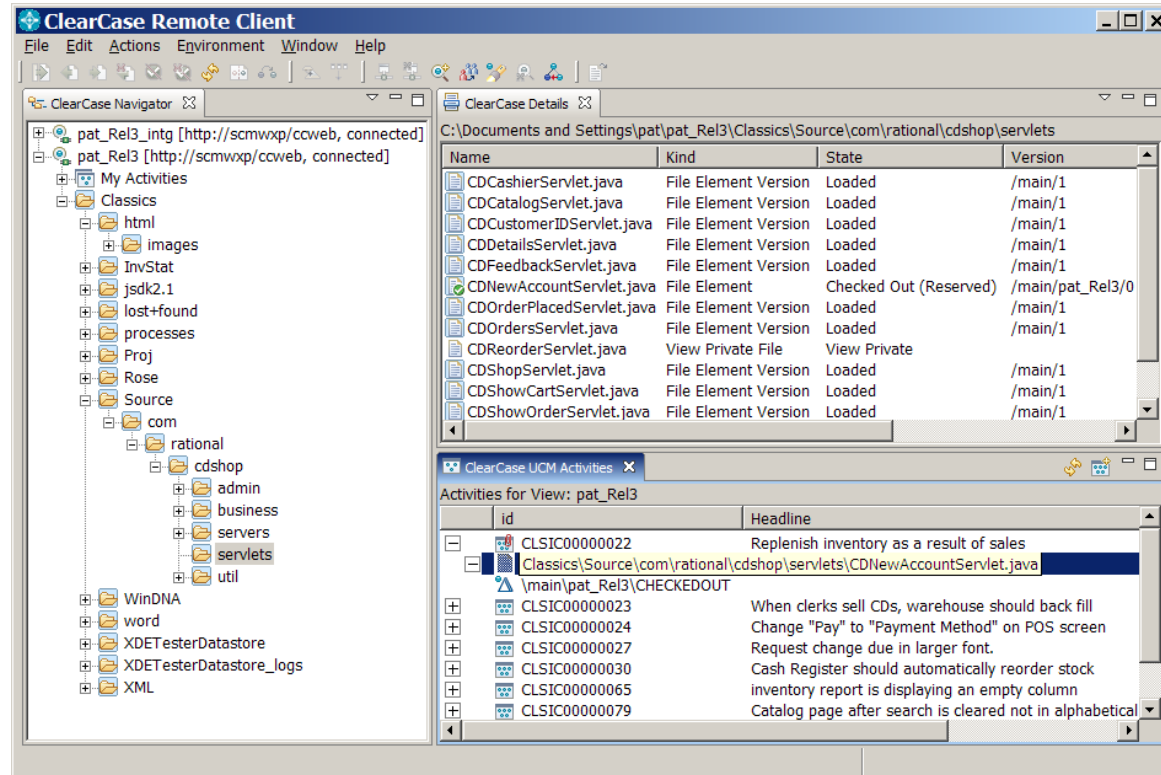 ClearCase Remote Client
File Edit Actions Environment Window Help
ClearCase Navigator
pat_Rel3_intg [http://scmwxp/ccweb, connected]
pat_Rel3 [http://scmwxp/ccweb, connected]
My Activities
Classics
html
images
InvStat
jsdk2.1
lost+found
processes
Proj
Rose
Source
com
rational
cdshop
admin
business
servers
servlets
util
WinDNA
word
XDETesterDatastore
XDETesterDatastore_logs
XML
ClearCase Details
C:\Documents and Settings\pat\pat_Rel3\Classics\Source\com\rational\cdshop\servlets
Name Kind State Version
CDCashierServlet.java File Element Version Loaded /main/1
CDCatalogServlet.java File Element Version Loaded /main/1
CDCustomerIDServlet.java File Element Version Loaded /main/1
CDDetailsServlet.java File Element Version Loaded /main/1
CDFeedbackServlet.java File Element Version Loaded /main/1
CDNewAccountServlet.java File Element Checked Out (Reserved) /main/pat_Rel3/0
CDOrderPlacedServlet.java File Element Version Loaded /main/1
CDOrdersServlet.java File Element Version Loaded /main/1
CDReorderServlet.java View Private File View Private
CDShopServlet.java File Element Version Loaded /main/1
CDShowCartServlet.java File Element Version Loaded /main/1
CDShowOrderServlet.java File Element Version Loaded /main/1
ClearCase UCM Activities
Activities for View: pat_Rel3
id Headline
CLSIC00000022 Replenish inventory as a result of sales
Classics\Source\com\rational\cdshop\servlets\CDNewAccountServlet.java
\main\pat_Rel3\CHECKEDOUT
CLSIC00000023 When clerks sell CDs, warehouse should back fill
CLSIC00000024 Change "Pay" to "Payment Method" on POS screen
CLSIC00000027 Request change due in larger font.
CLSIC00000030 Cash Register should automatically reorder stock
CLSIC00000065 inventory report is displaying an empty column
CLSIC00000079 Catalog page after search is cleared not in alphabetical